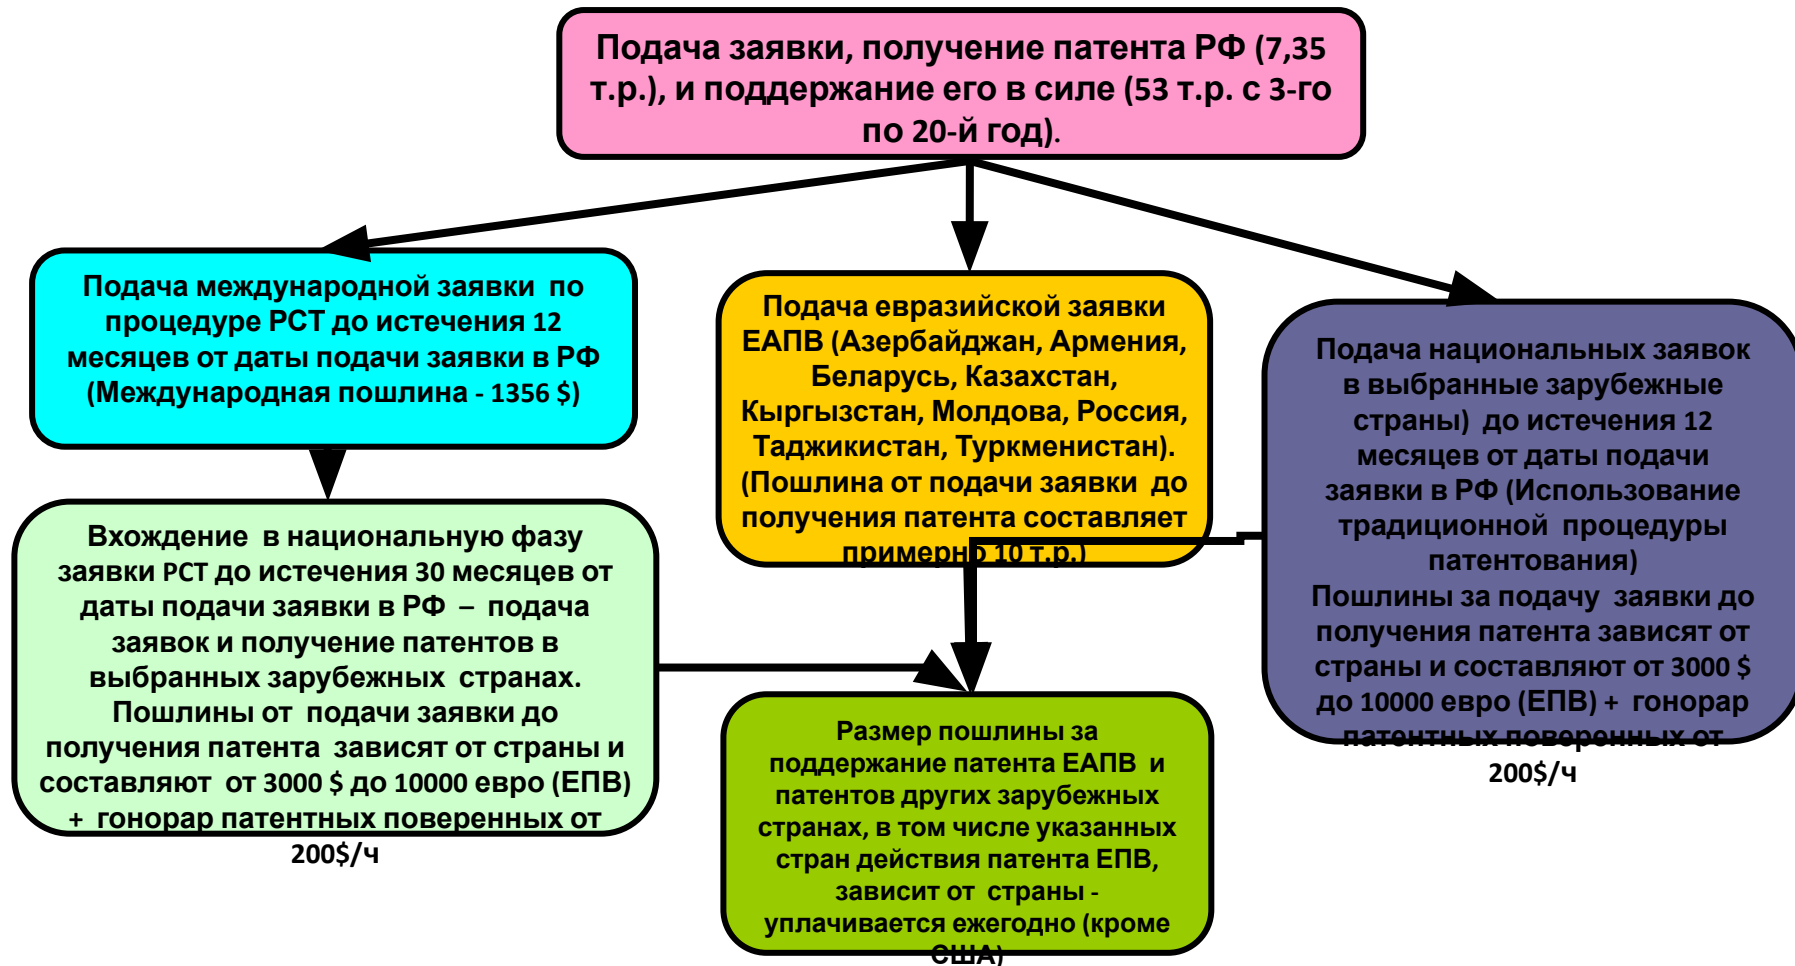 Подача заявки, получение патента РФ (7,35
т.р.), и поддержание его в силе (53 т.р. с 3-го
по 20-й год).
Подача международной заявки по
процедуре РСТ до истечения 12
месяцев от даты подачи заявки в РФ
(Международная пошлина - 1356 $)
Подача евразийской заявки
ЕАПВ (Азербайджан, Армения,
Беларусь, Казахстан,
Кыргызстан, Молдова, Россия,
Таджикистан, Туркменистан).
(Пошлина от подачи заявки до
получения патента составляет
примерно 10 т.р.)
Подача национальных заявок
в выбранные зарубежные
страны) до истечения 12
месяцев от даты подачи
заявки в РФ (Использование
традиционной процедуры
патентования)
Пошлины за подачу заявки до
получения патента зависят от
страны и составляют от 3000 $
до 10000 евро (ЕПВ) + гонорар
патентных поверенных от
200$/ч
Вхождение в национальную фазу
заявки РСТ до истечения 30 месяцев от
даты подачи заявки в РФ – подача
заявок и получение патентов в
выбранных зарубежных странах.
Пошлины от подачи заявки до
получения патента зависят от страны и
составляют от 3000 $ до 10000 евро (ЕПВ)
+ гонорар патентных поверенных от
200$/ч
Размер пошлины за
поддержание патента ЕАПВ и
патентов других зарубежных
странах, в том числе указанных
стран действия патента ЕПВ,
зависит от страны -
уплачивается ежегодно (кроме
США)